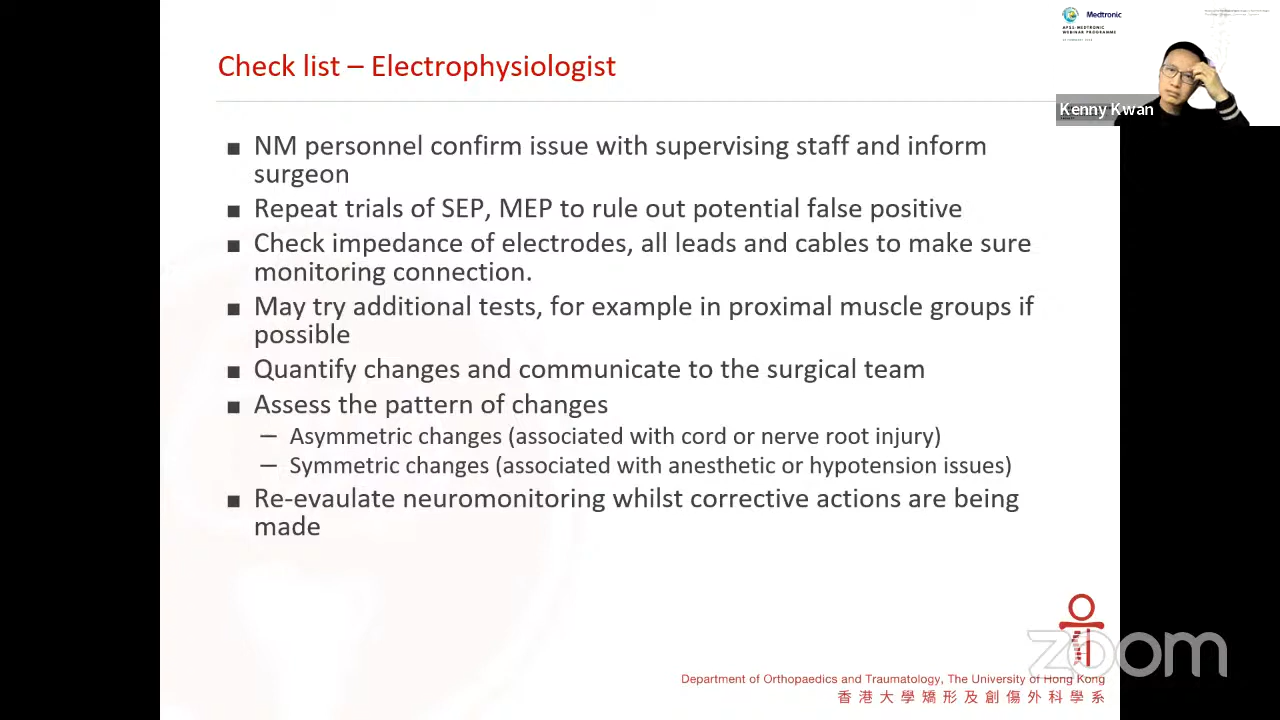 Medtronic
APSS-MEDTRONIC
WEBINAR PROGRAMME
Check list – Electrophysiologist
Kenny Kwan
■ NM personnel confirm issue with supervising staff and inform
surgeon
■ Repeat trials of SEP, MEP to rule out potential false positive
■ Check impedance of electrodes, all leads and cables to make sure
monitoring connection.
■ May try additional tests, for example in proximal muscle groups if
possible
■ Quantify changes and communicate to the surgical team
■ Assess the pattern of changes
– Asymmetric changes (associated with cord or nerve root injury)
– Symmetric changes (associated with anesthetic or hypotension issues)
■ Re-evaulate neuromonitoring whilst corrective actions are being
made
zoom
Department of Orthopaedics and Traumatology, The University of Hong Kong
香港大學矯形及創傷外科學系